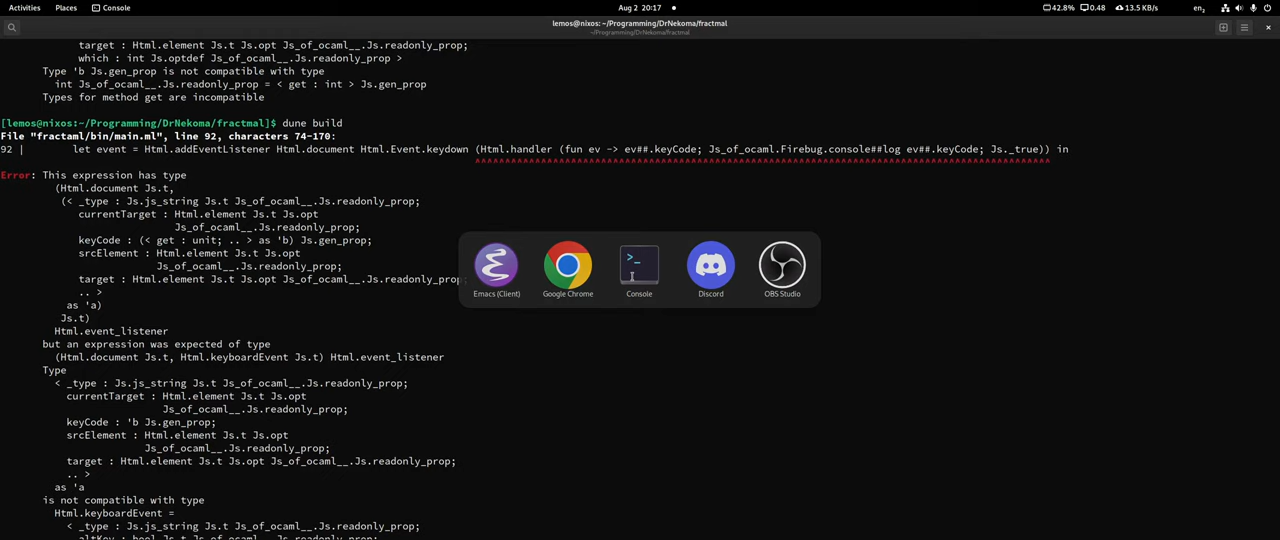 Activities Places Console Aug 2 20:17 42.8% 0.48 13.5 KB/s en₂
lemos@nixos: ~/Programming/DrNekoma/fractmal
~/Programming/DrNekoma/fractmal
target : Html.element Js.t Js.opt Js_of_ocaml__.Js.readonly_prop;
which : int Js.optdef Js_of_ocaml__.Js.readonly_prop >
Type 'b Js.gen_prop is not compatible with type
int Js_of_ocaml__.Js.readonly_prop = < get : int > Js.gen_prop
Types for method get are incompatible
[lemos@nixos:~/Programming/DrNekoma/fractmal]$ dune build
File "fractaml/bin/main.ml", line 92, characters 74-170:
92 | let event = Html.addEventListener Html.document Html.Event.keydown (Html.handler (fun ev -> ev##.keyCode; Js_of_ocaml.Firebug.console##log ev##.keyCode; Js._true)) in
^^^^^^^^^^^^^^^^^^^^^^^^^^^^^^^^^^^^^^^^^^^^^^^^^^^^^^^^^^^^^^^^^^^^^^^^^^^^^^^^^^^^^^^^^^^^^^^^
Error: This expression has type
(Html.document Js.t,
(< _type : Js.js_string Js.t Js_of_ocaml__.Js.readonly_prop;
currentTarget : Html.element Js.t Js.opt
Js_of_ocaml__.Js.readonly_prop;
keyCode : (< get : unit; .. > as 'b) Js.gen_prop;
srcElement : Html.element Js.t Js.opt
Js_of_ocaml__.Js.readonly_prop;
target : Html.element Js.t Js.opt Js_of_ocaml__.Js.readonly_prop;
.. >
as 'a)
Js.t)
Html.event_listener
but an expression was expected of type
(Html.document Js.t, Html.keyboardEvent Js.t) Html.event_listener
Type
< _type : Js.js_string Js.t Js_of_ocaml__.Js.readonly_prop;
currentTarget : Html.element Js.t Js.opt
Js_of_ocaml__.Js.readonly_prop;
keyCode : 'b Js.gen_prop;
srcElement : Html.element Js.t Js.opt
Js_of_ocaml__.Js.readonly_prop;
target : Html.element Js.t Js.opt Js_of_ocaml__.Js.readonly_prop;
.. >
as 'a
is not compatible with type
Html.keyboardEvent =
< _type : Js.js_string Js.t Js_of_ocaml__.Js.readonly_prop;
altKey : bool Js.t Js_of_ocaml__.Js.readonly_prop;
Emacs (Client) Google Chrome Console Discord OBS Studio